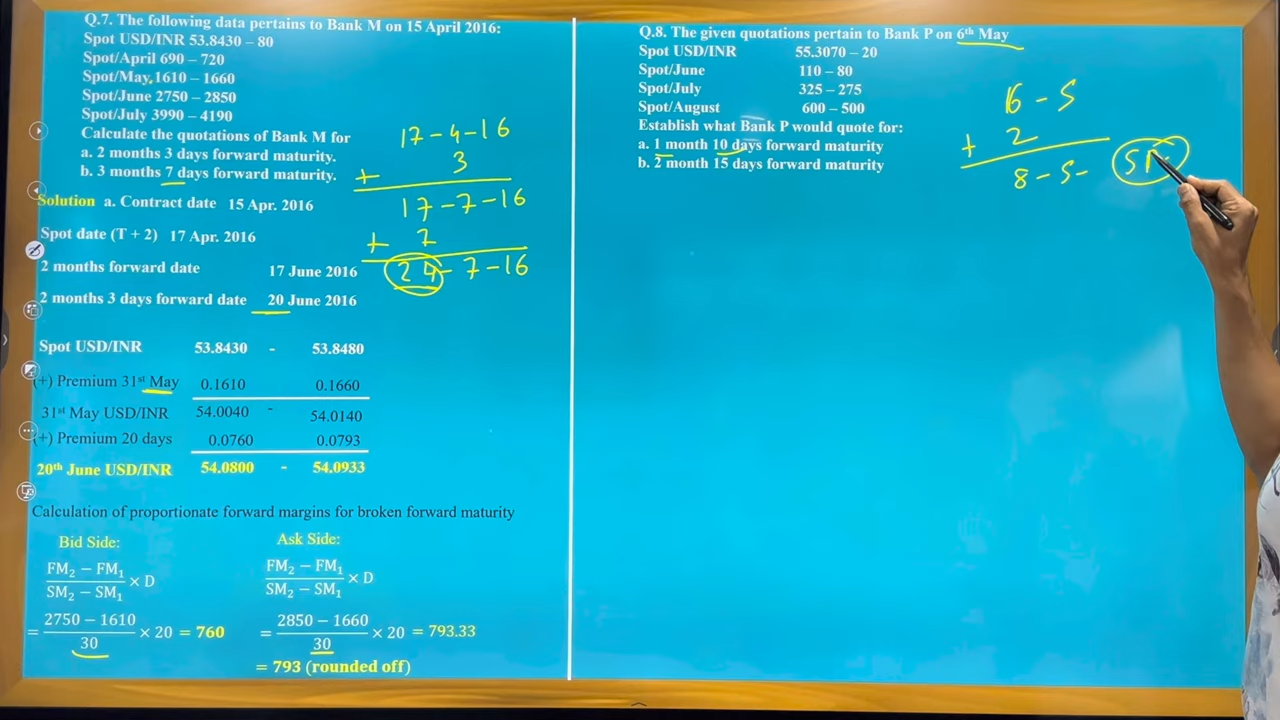 Q.7. The following data pertains to Bank M on 15 April 2016:
Spot USD/INR 53.8430 – 80
Spot/April 690 – 720
Spot/May 1610 – 1660
Spot/June 2750 – 2850
Spot/July 3990 – 4190
Calculate the quotations of Bank M for
a. 2 months 3 days forward maturity.
b. 3 months 7 days forward maturity.
Solution a. Contract date 15 Apr. 2016
Spot date (T + 2) 17 Apr. 2016
2 months forward date 17 June 2016
2 months 3 days forward date 20 June 2016
Spot USD/INR 53.8430 - 53.8480
(+) Premium 31st May 0.1610 0.1660
31st May USD/INR 54.0040 - 54.0140
(+) Premium 20 days 0.0760 0.0793
20th June USD/INR 54.0800 - 54.0933
Calculation of proportionate forward margins for broken forward maturity
Bid Side: Ask Side:
FM₂ – FM₁ FM₂ – FM₁
× D × D
SM₂ – SM₁ SM₂ – SM₁
2750 – 1610 2850 – 1660
= × 20 = 760 = × 20 = 793.33
30 30
= 793 (rounded off)
17-4-16
+ 3
17-7-16
+ 7
24-7-16
Q.8. The given quotations pertain to Bank P on 6th May
Spot USD/INR 55.3070 – 20
Spot/June 110 – 80
Spot/July 325 – 275
Spot/August 600 – 500
Establish what Bank P would quote for:
a. 1 month 10 days forward maturity
b. 2 month 15 days forward maturity
6-5
+ 2
8-5-